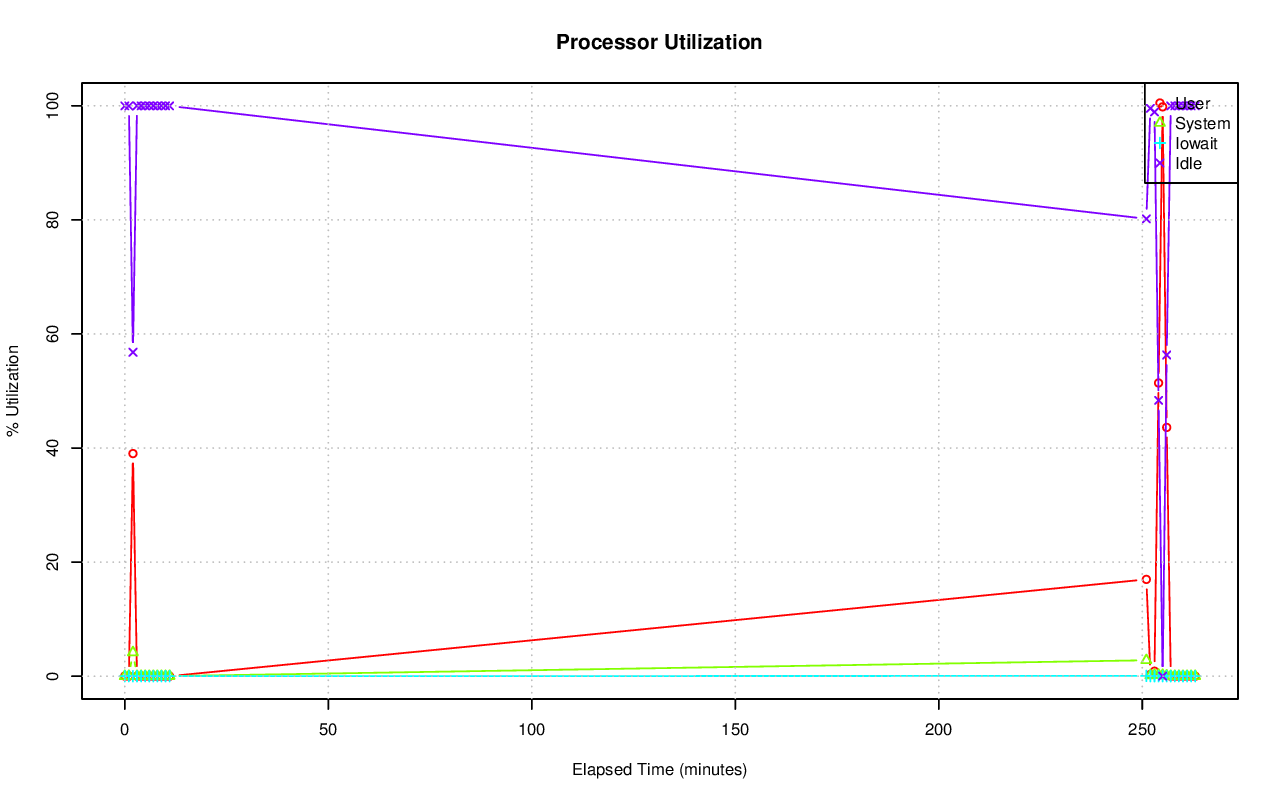 Processor Utilization
% Utilization
100
80
60
40
20
0
User
System
Iowait
Idle
0 50 100 150 200 250
Elapsed Time (minutes)